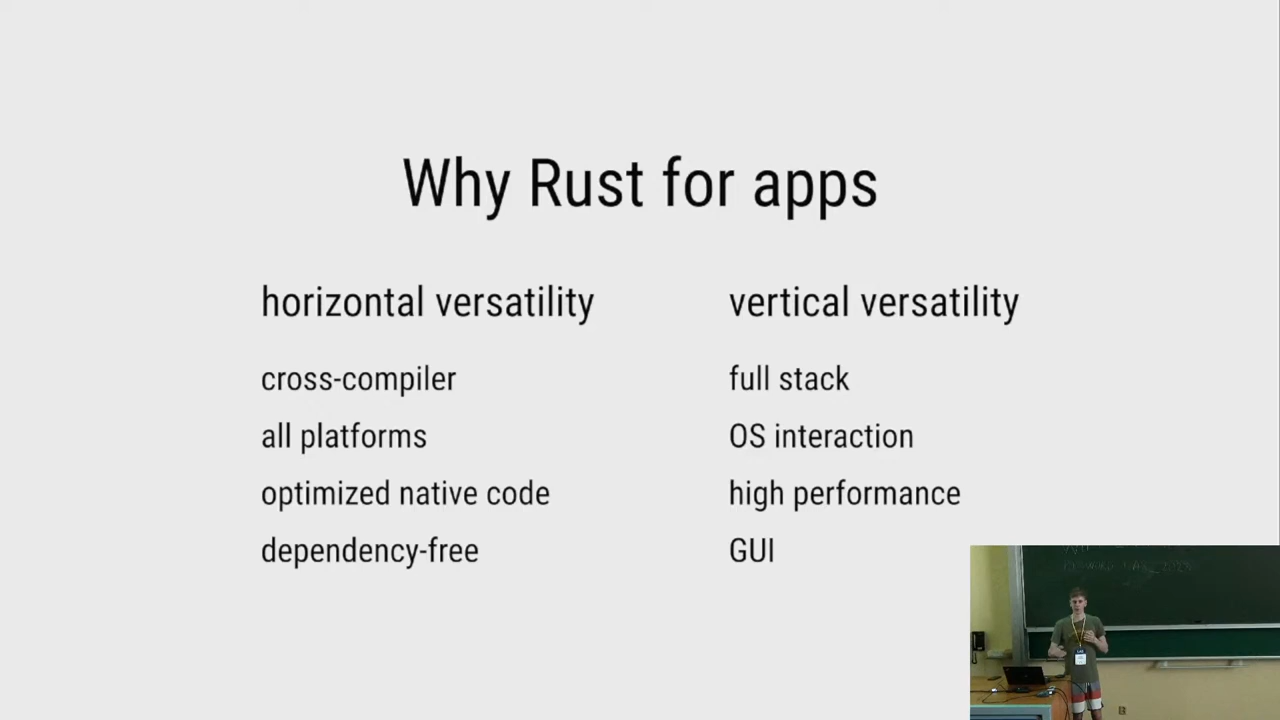 Why Rust for apps
horizontal versatility
cross-compiler
all platforms
optimized native code
dependency-free
vertical versatility
full stack
OS interaction
high performance
GUI